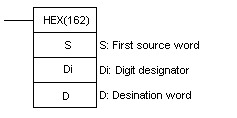 HEX(162)
S S: First source word
Di Di: Digit designator
D D: Desination word